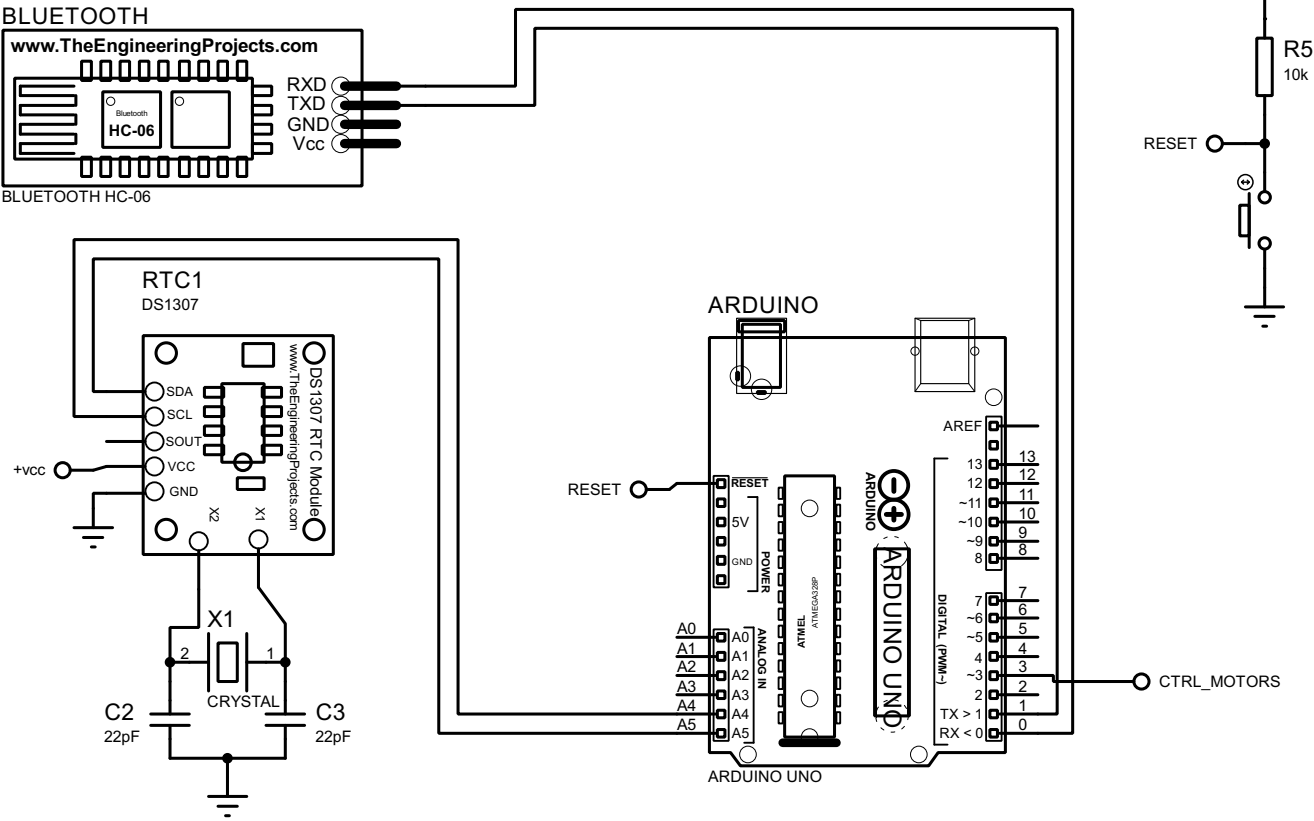 BLUETOOTH
www.TheEngineeringProjects.com
RXD
TXD
GND
Vcc
Bluetooth
HC-06
BLUETOOTH HC-06
R5
10k
RESET
RTC1
DS1307
SDA
SCL
SOUT
VCC
GND
+vcc
DS1307 RTC Module
www.TheEngineeringProjects.com
X2
X1
X1
2
1
CRYSTAL
C2
22pF
C3
22pF
ARDUINO
RESET
RESET
5V
GND
POWER
A0 A0
A1 A1
A2 A2
A3 A3
A4 A4
A5 A5
ANALOG IN
ATMEL
ATMEGA328P
ARDUINO
ARDUINO UNO
AREF
13 13
12 12
~11 11
~10 10
~9 9
8 8
DIGITAL (PWM~)
7 7
~6 6
~5 5
4 4
~3 3
2 2
TX > 1 1
RX < 0 0
CTRL_MOTORS
ARDUINO UNO